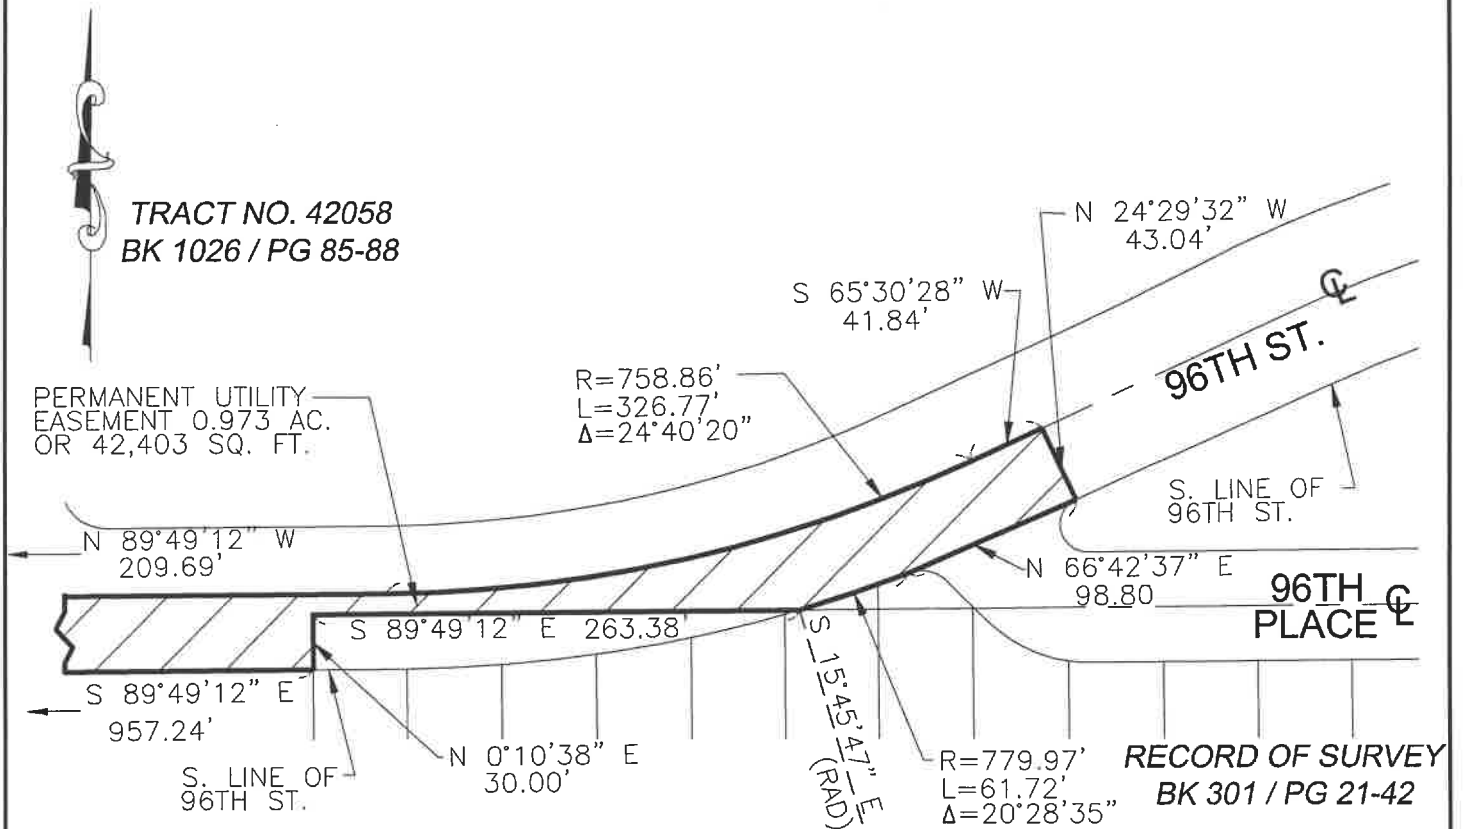 TRACT NO. 42058
BK 1026 / PG 85-88
N 24°29'32" W
43.04'
S 65°30'28" W
41.84'
℄
96TH ST.
R=758.86'
L=326.77'
Δ=24°40'20"
PERMANENT UTILITY
EASEMENT 0.973 AC.
OR 42,403 SQ. FT.
S. LINE OF
96TH ST.
N 89°49'12" W
209.69'
N 66°42'37" E
98.80
96TH
PLACE ℄
S 89°49'12" E 263.38'
S 15°45'47" E
(RAD)
S 89°49'12" E
957.24'
N 0°10'38" E
30.00'
S. LINE OF
96TH ST.
R=779.97'
L=61.72'
Δ=20°28'35"
RECORD OF SURVEY
BK 301 / PG 21-42